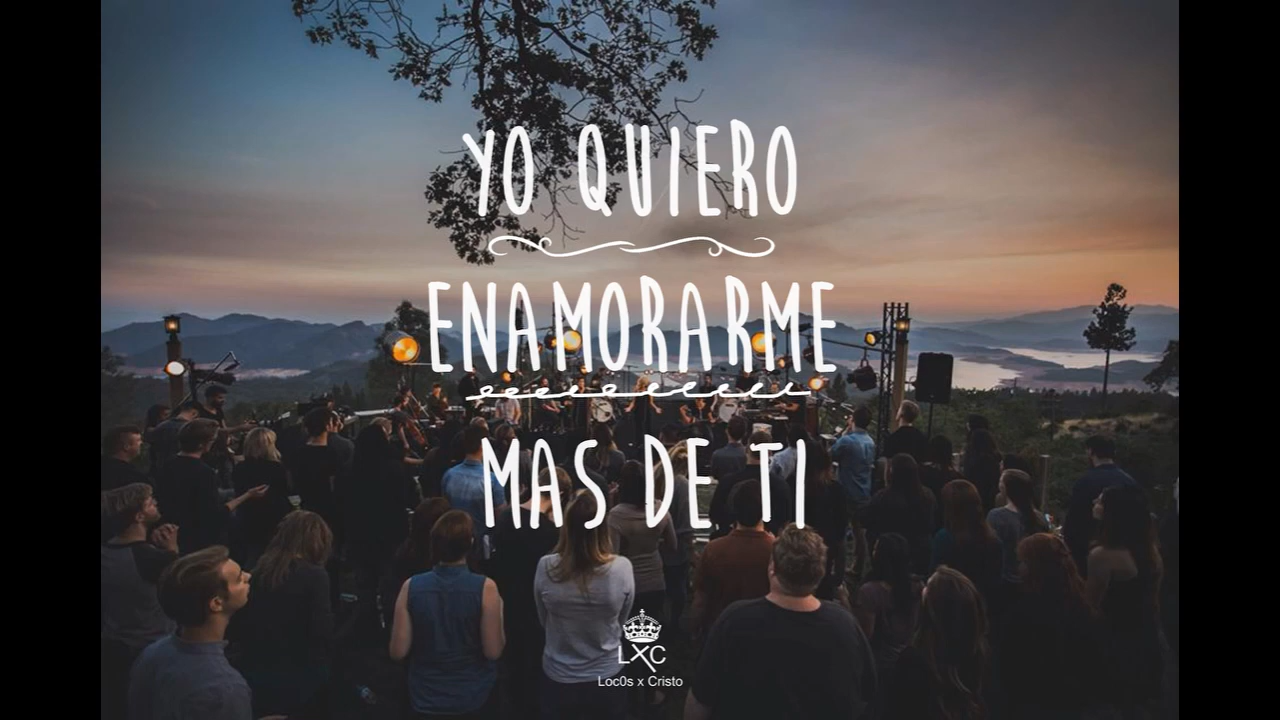 YO QUIERO
ENAMORARME
MAS DE TI
LXC
Loc0s x Cristo